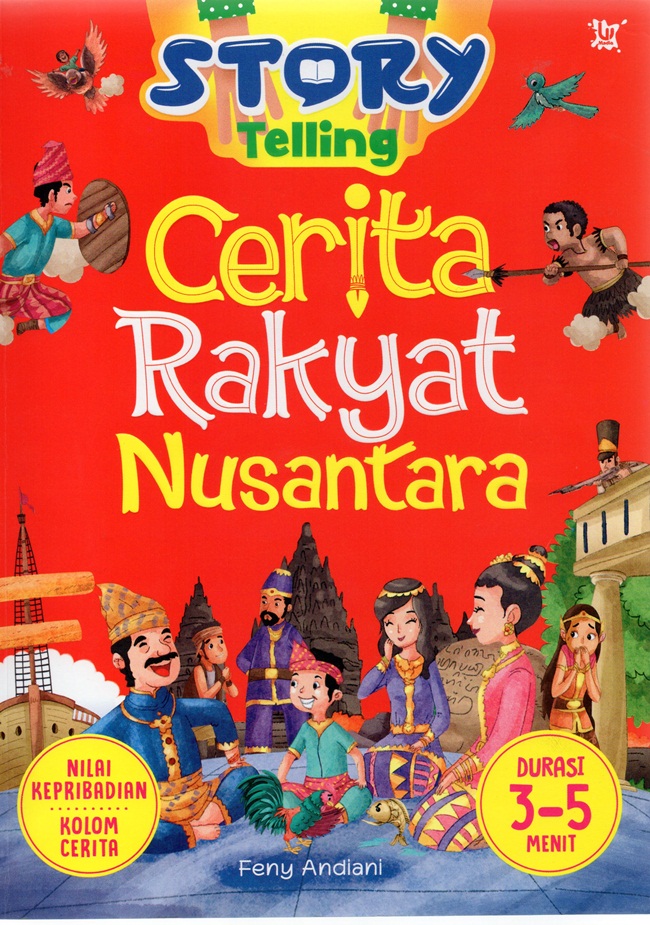 STORY
Telling
Cerita
Rakyat
Nusantara
NILAI
KEPRIBADIAN
KOLOM
CERITA
DURASI
3-5
MENIT
Feny Andiani